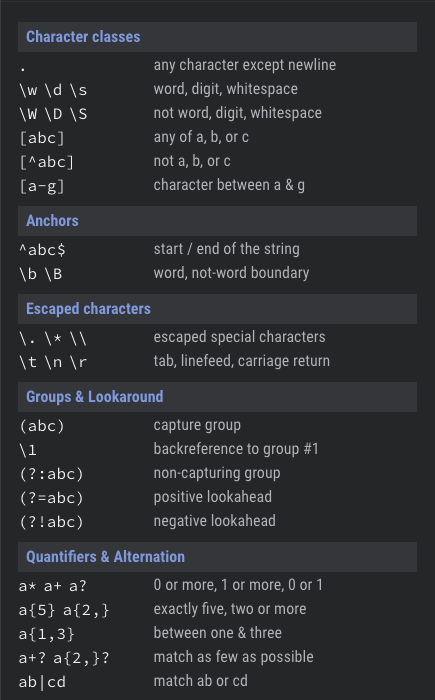 Character classes
. any character except newline
\w \d \s word, digit, whitespace
\W \D \S not word, digit, whitespace
[abc] any of a, b, or c
[^abc] not a, b, or c
[a-g] character between a & g
Anchors
^abc$ start / end of the string
\b \B word, not-word boundary
Escaped characters
\. \* \\ escaped special characters
\t \n \r tab, linefeed, carriage return
Groups & Lookaround
(abc) capture group
\1 backreference to group #1
(?:abc) non-capturing group
(?=abc) positive lookahead
(?!abc) negative lookahead
Quantifiers & Alternation
a* a+ a? 0 or more, 1 or more, 0 or 1
a{5} a{2,} exactly five, two or more
a{1,3} between one & three
a+? a{2,}? match as few as possible
ab|cd match ab or cd